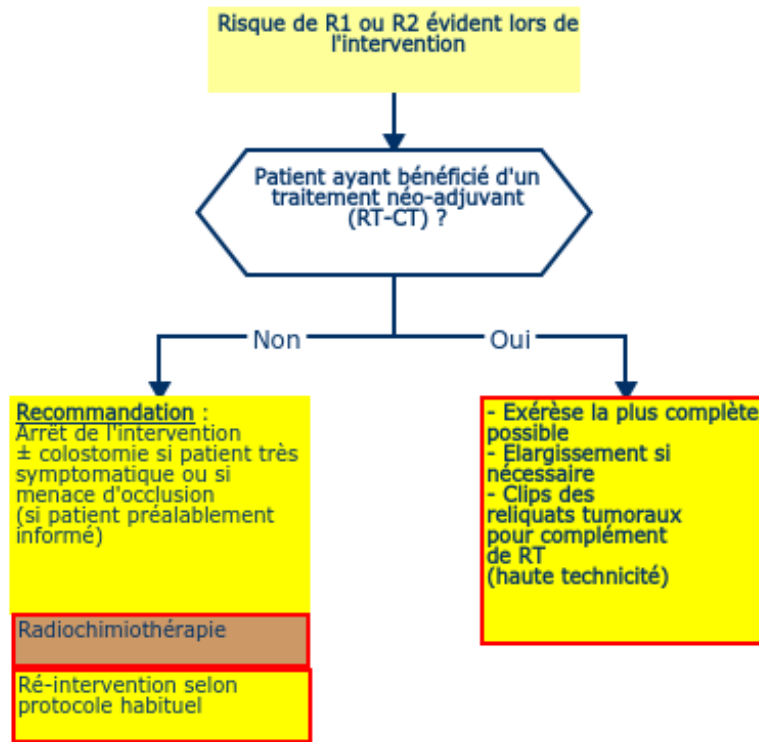 Risque de R1 ou R2 évident lors de
l'intervention
Patient ayant bénéficié d'un
traitement néo-adjuvant
(RT-CT) ?
Non
Oui
Recommandation :
Arrêt de l'intervention
± colostomie si patient très
symptomatique ou si
menace d'occlusion
(si patient préalablement
informé)
Radiochimiothérapie
Ré-intervention selon
protocole habituel
- Exérèse la plus complète
possible
- Elargissement si
nécessaire
- Clips des
reliquats tumoraux
pour complément
de RT
(haute technicité)